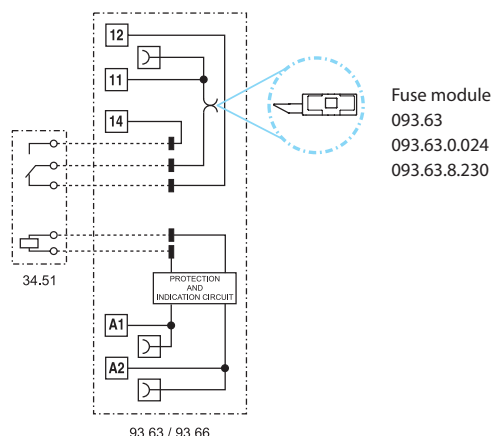 12
11
14
Fuse module
093.63
093.63.0.024
093.63.8.230
34.51
PROTECTION
AND
INDICATION CIRCUIT
A1
A2
93.63 / 93.66